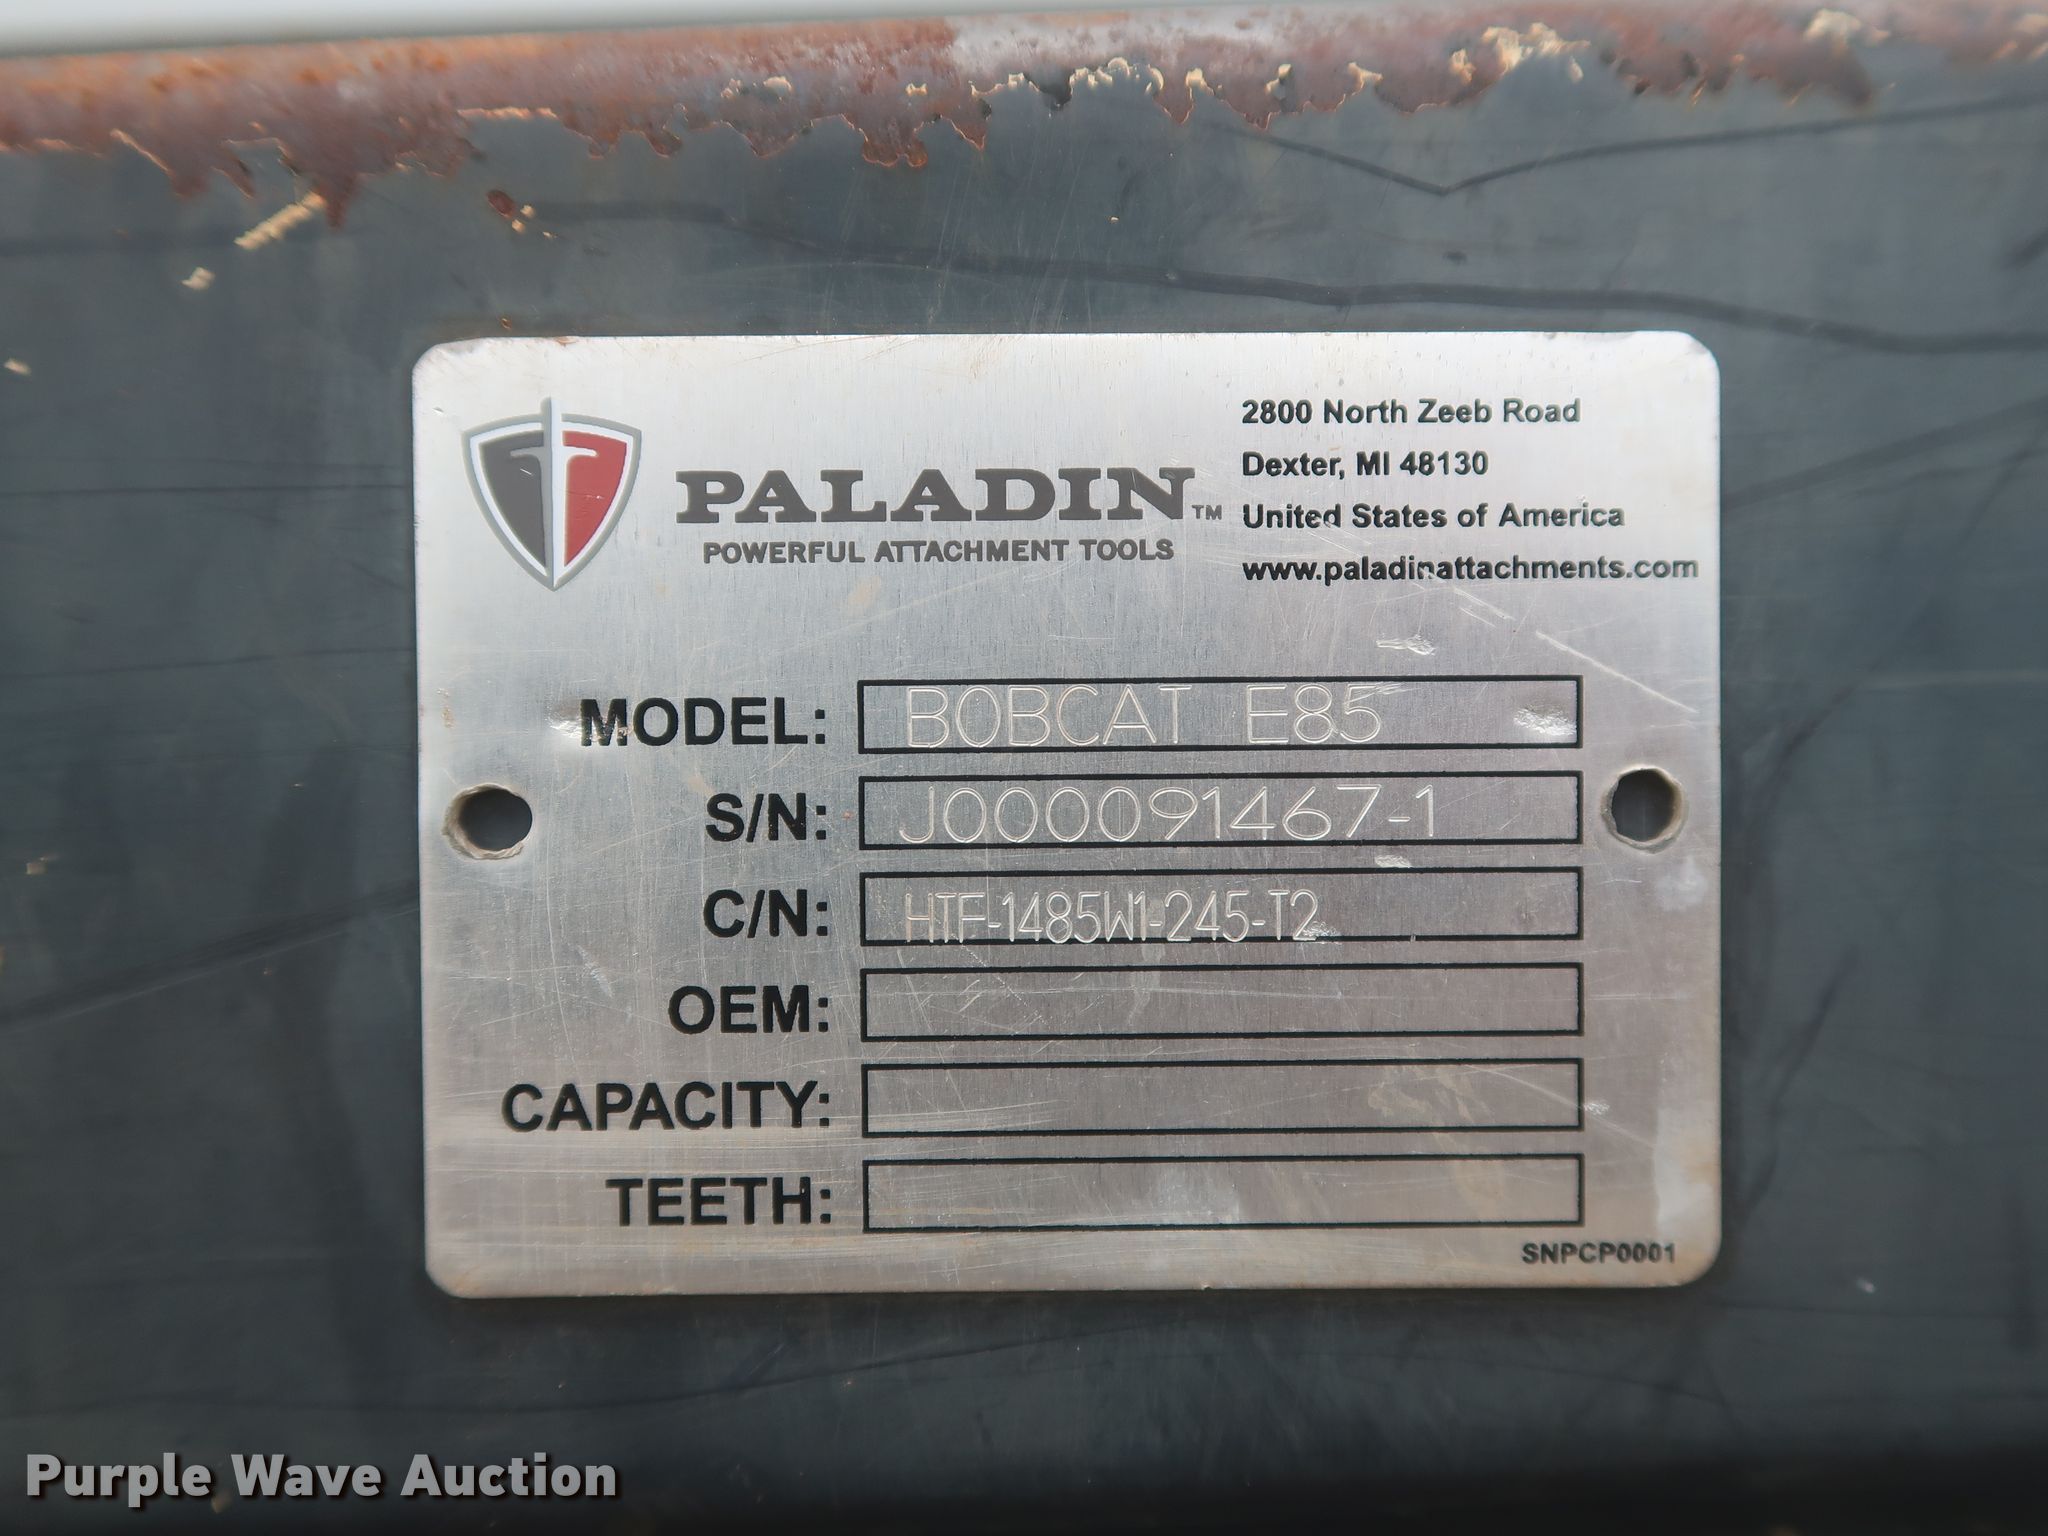 PALADIN™
POWERFUL ATTACHMENT TOOLS
2800 North Zeeb Road
Dexter, MI 48130
United States of America
www.paladinattachments.com
MODEL: BOBCAT E85
S/N: J000091467-1
C/N: HTF-1485W1-245-T2
OEM:
CAPACITY:
TEETH:
SNPCP0001
Purple Wave Auction